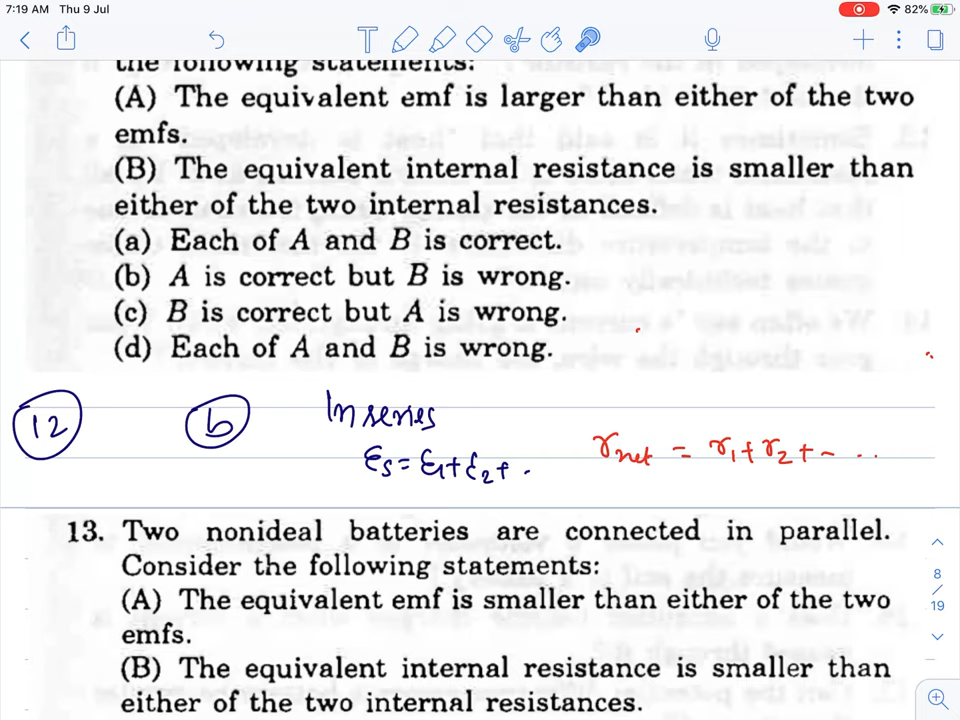 7:19 AM Thu 9 Jul
82%
the following statements:
(A) The equivalent emf is larger than either of the two
emfs.
(B) The equivalent internal resistance is smaller than
either of the two internal resistances.
(a) Each of A and B is correct.
(b) A is correct but B is wrong.
(c) B is correct but A is wrong.
(d) Each of A and B is wrong.
12 b In series
εs = ε1 + ε2 + .
rnet = r1 + r2 + - ...
13. Two nonideal batteries are connected in parallel.
Consider the following statements:
(A) The equivalent emf is smaller than either of the two
emfs.
(B) The equivalent internal resistance is smaller than
either of the two internal resistances.
8
/
19